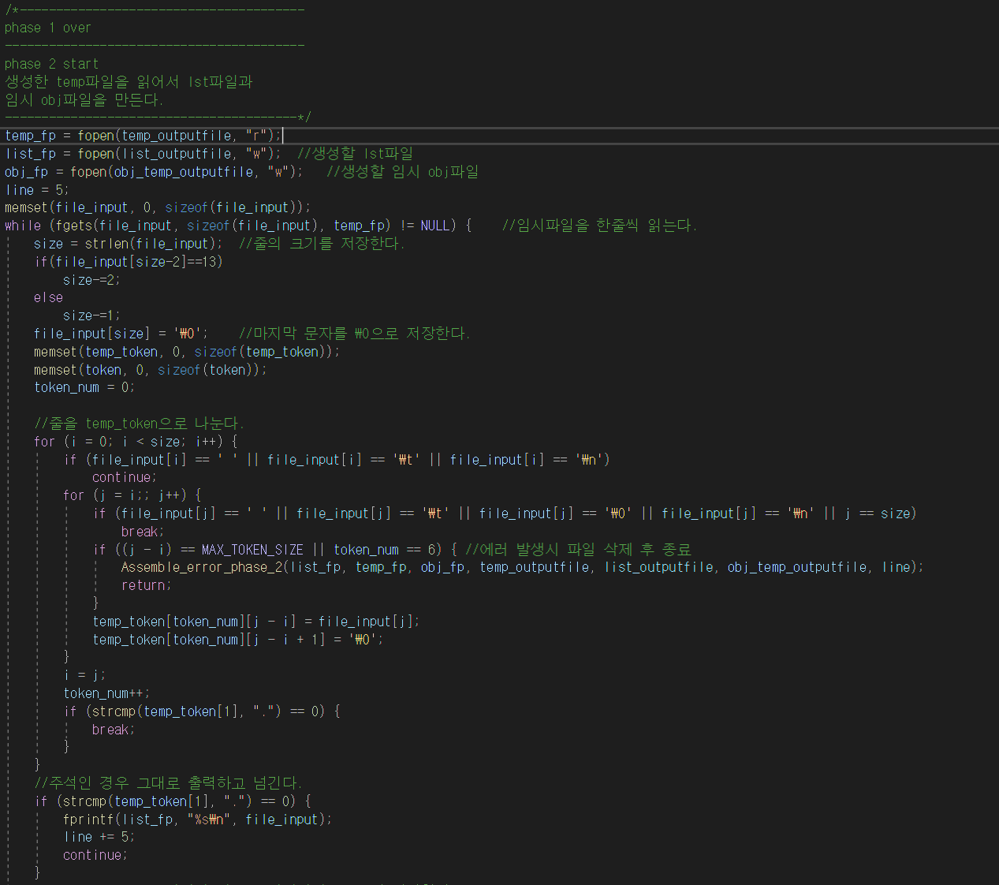 /*---------------------------------------
phase 1 over
-----------------------------------------
phase 2 start
생성한 temp파일을 읽어서 lst파일과
임시 obj파일을 만든다.
----------------------------------------*/
temp_fp = fopen(temp_outputfile, "r");
list_fp = fopen(list_outputfile, "w");  //생성할 lst파일
obj_fp = fopen(obj_temp_outputfile, "w");   //생성할 임시 obj파일
line = 5;
memset(file_input, 0, sizeof(file_input));
while (fgets(file_input, sizeof(file_input), temp_fp) != NULL) {    //임시파일을 한줄씩 읽는다.
    size = strlen(file_input);  //줄의 크기를 저장한다.
    if(file_input[size-2]==13)
        size-=2;
    else
        size-=1;
    file_input[size] = '₩0';    //마지막 문자를 ₩0으로 저장한다.
    memset(temp_token, 0, sizeof(temp_token));
    memset(token, 0, sizeof(token));
    token_num = 0;
    //줄을 temp_token으로 나눈다.
    for (i = 0; i < size; i++) {
        if (file_input[i] == ' ' || file_input[i] == '₩t' || file_input[i] == '₩n')
            continue;
        for (j = i;; j++) {
            if (file_input[j] == ' ' || file_input[j] == '₩t' || file_input[j] == '₩0' || file_input[j] == '₩n' || j == size)
                break;
            if ((j - i) == MAX_TOKEN_SIZE || token_num == 6) { //에러 발생시 파일 삭제 후 종료
                Assemble_error_phase_2(list_fp, temp_fp, obj_fp, temp_outputfile, list_outputfile, obj_temp_outputfile, line);
                return;
            }
            temp_token[token_num][j - i] = file_input[j];
            temp_token[token_num][j - i + 1] = '₩0';
        }
        i = j;
        token_num++;
        if (strcmp(temp_token[1], ".") == 0) {
            break;
        }
    }
    //주석인 경우 그대로 출력하고 넘긴다.
    if (strcmp(temp_token[1], ".") == 0) {
        fprintf(list_fp, "%s₩n", file_input);
        line += 5;
        continue;
    }